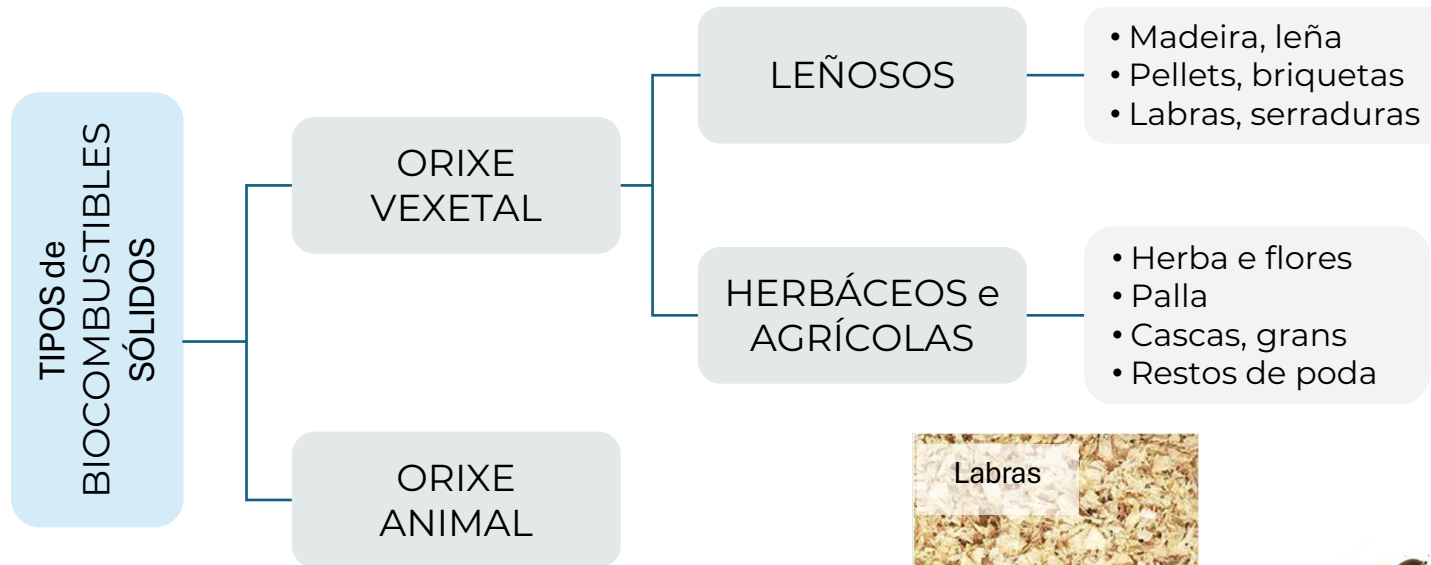 TIPOS de
BIOCOMBUSTIBLES
SÓLIDOS
ORIXE
VEXETAL
LEÑOSOS
• Madeira, leña
• Pellets, briquetas
• Labras, serraduras
HERBÁCEOS e
AGRÍCOLAS
• Herba e flores
• Palla
• Cascas, grans
• Restos de poda
ORIXE
ANIMAL
Labras